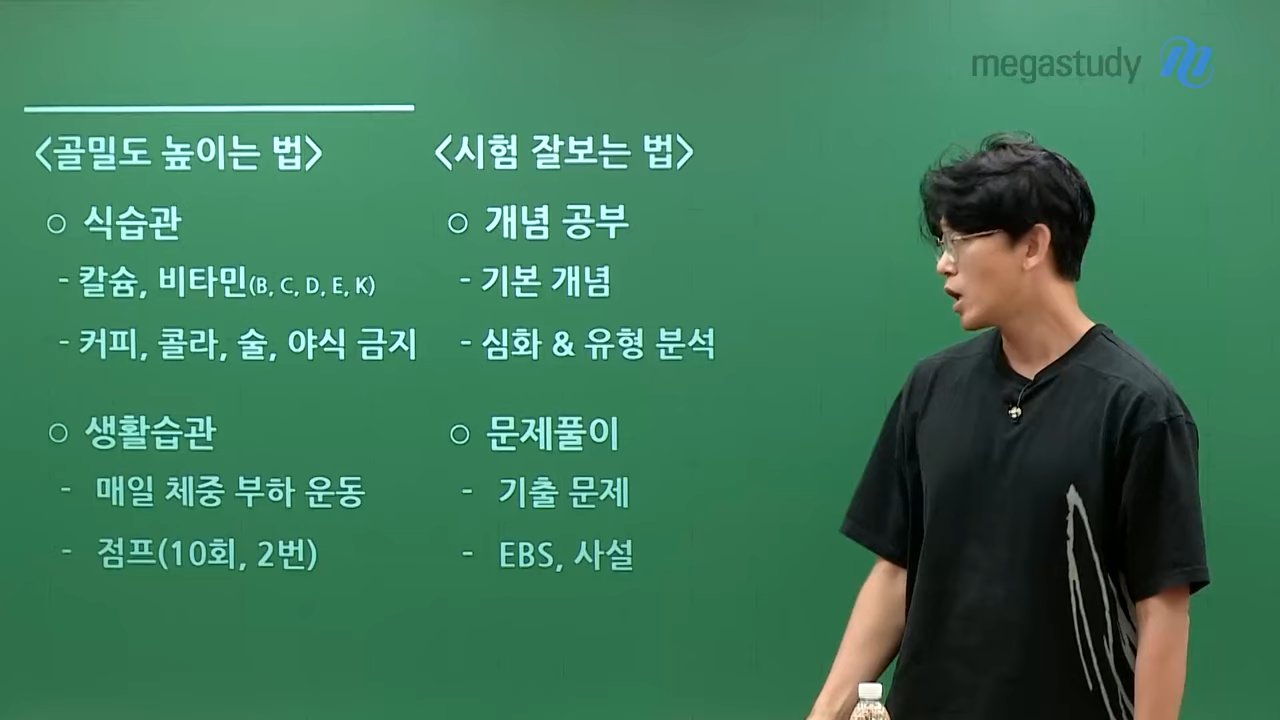 megastudy
<골밀도 높이는 법>
○ 식습관
- 칼슘, 비타민(B, C, D, E, K)
- 커피, 콜라, 술, 야식 금지
○ 생활습관
- 매일 체중 부하 운동
- 점프(10회, 2번)
<시험 잘보는 법>
○ 개념 공부
- 기본 개념
- 심화 & 유형 분석
○ 문제풀이
- 기출 문제
- EBS, 사설